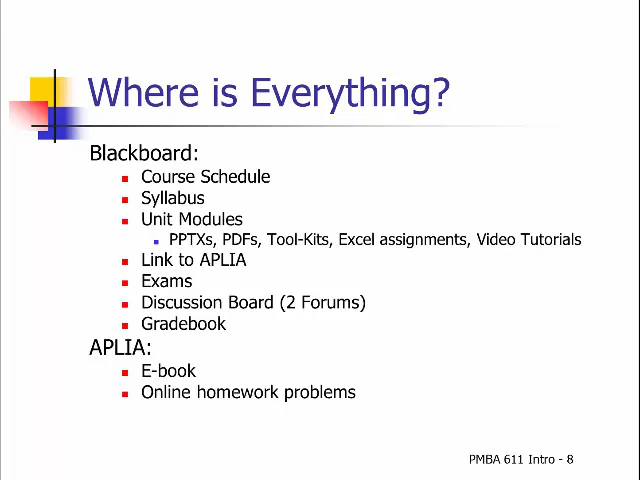 Where is Everything?
Blackboard:
Course Schedule
Syllabus
Unit Modules
PPTXs, PDFs, Tool-Kits, Excel assignments, Video Tutorials
Link to APLIA
Exams
Discussion Board (2 Forums)
Gradebook
APLIA:
E-book
Online homework problems
PMBA 611 Intro - 8